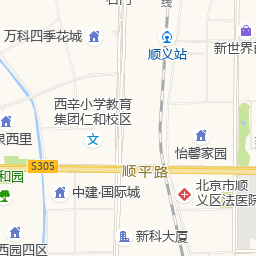 万科四季花城
线
顺义站
新世界
西辛小学教育
集团仁和校区
泉西里
怡馨家园
S305
顺平路
和园
中建·国际城
北京市顺
义区法医院
新科大厦
西园四区